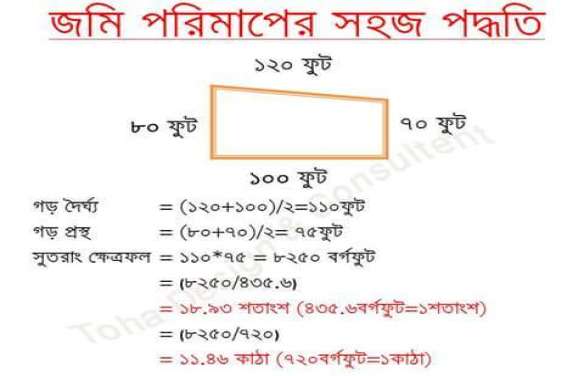 জমি পরিমাপের সহজ পদ্ধতি
১২০ ফুট
৮০ ফুট
৭০ ফুট
১০০ ফুট
গড় দৈর্ঘ্য = (১২০+১০০)/২=১১০ফুট
গড় প্রস্থ = (৮০+৭০)/২= ৭৫ফুট
সুতরাং ক্ষেত্রফল = ১১০*৭৫ = ৮২৫০ বর্গফুট
= (৮২৫০/৪৩৫.৬)
= ১৮.৯৩ শতাংশ (৪৩৫.৬বর্গফুট=১শতাংশ)
= (৮২৫০/৭২০)
= ১১.৪৬ কাঠা (৭২০বর্গফুট=১কাঠা)
Toha Design & Consultent